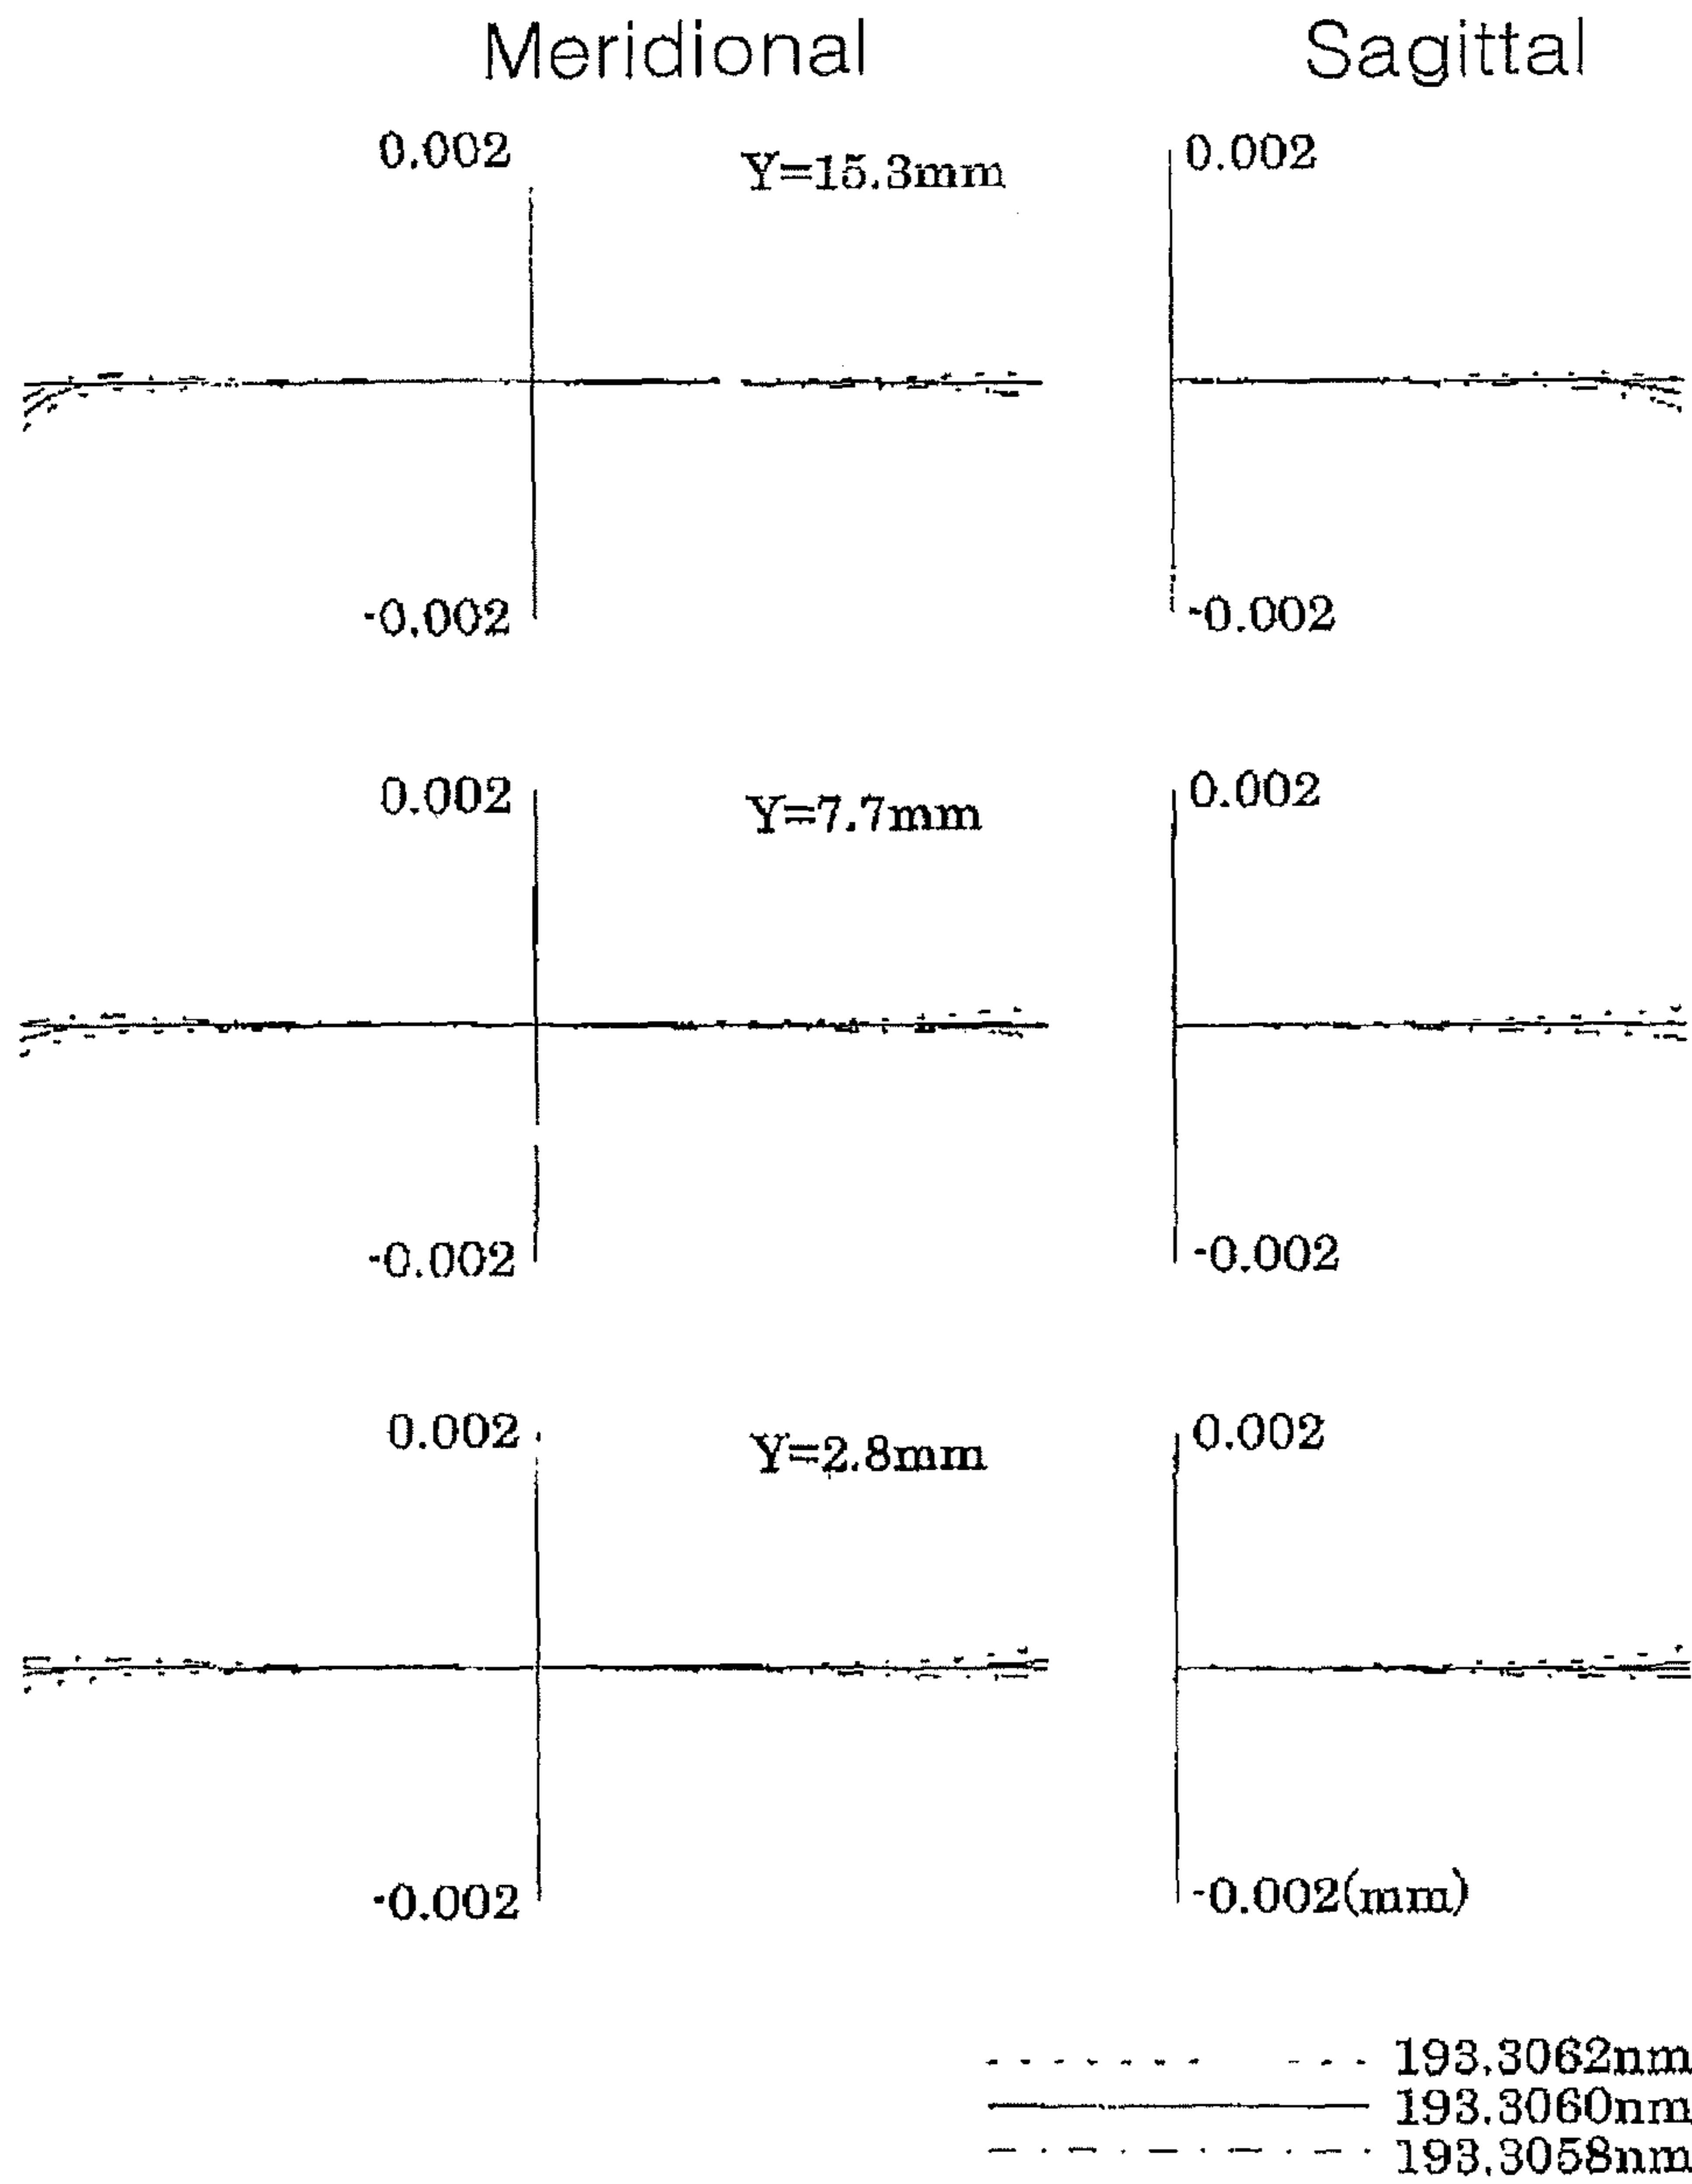 Meridional Sagittal
0.002 Y=15.3mm 0.002
-0.002 -0.002
0.002 Y=7.7mm 0.002
-0.002 -0.002
0.002 Y=2.8mm 0.002
-0.002 -0.002(mm)
193.3062nm
193.3060nm
193.3058nm